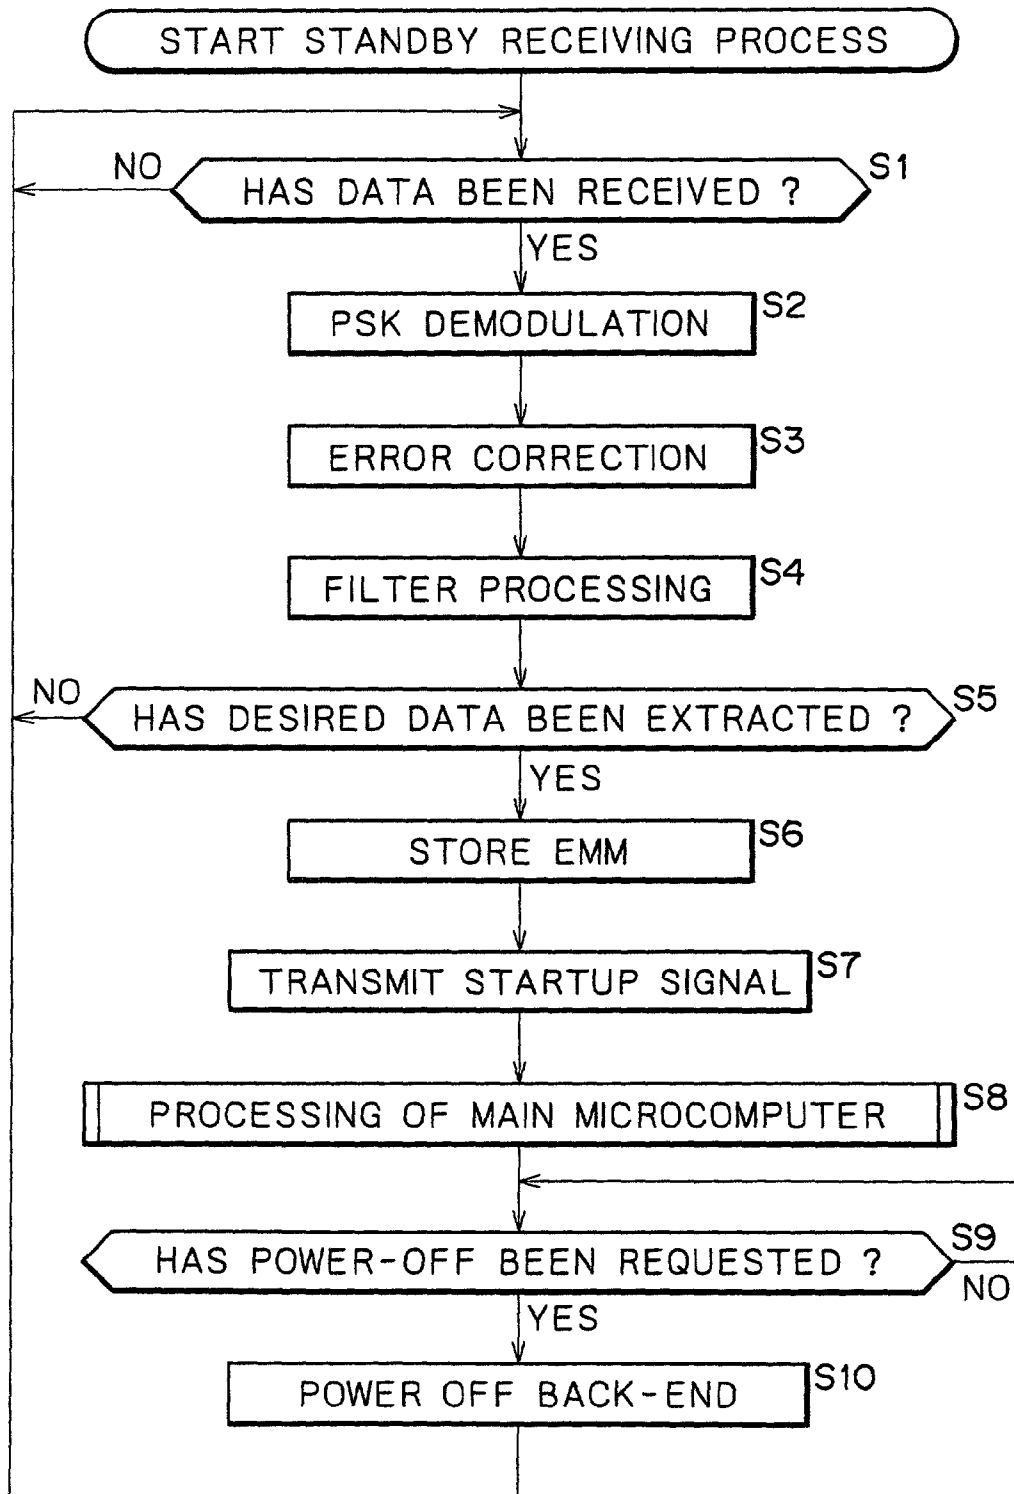 START STANDBY RECEIVING PROCESS
NO
HAS DATA BEEN RECEIVED ?
S1
YES
PSK DEMODULATION
S2
ERROR CORRECTION
S3
FILTER PROCESSING
S4
NO
HAS DESIRED DATA BEEN EXTRACTED ?
S5
YES
STORE EMM
S6
TRANSMIT STARTUP SIGNAL
S7
PROCESSING OF MAIN MICROCOMPUTER
S8
HAS POWER-OFF BEEN REQUESTED ?
S9
NO
YES
POWER OFF BACK-END
S10